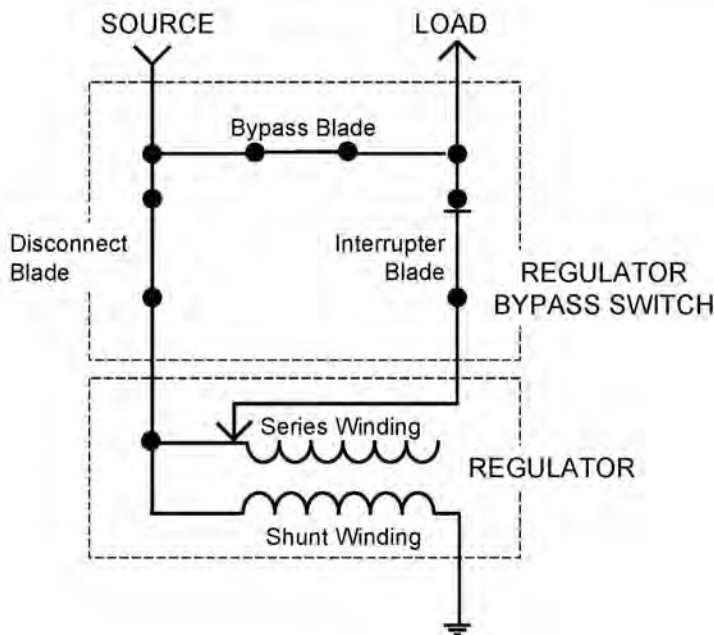 SOURCE
LOAD
Bypass Blade
Disconnect
Blade
Interrupter
Blade
REGULATOR
BYPASS SWITCH
Series Winding
REGULATOR
Shunt Winding